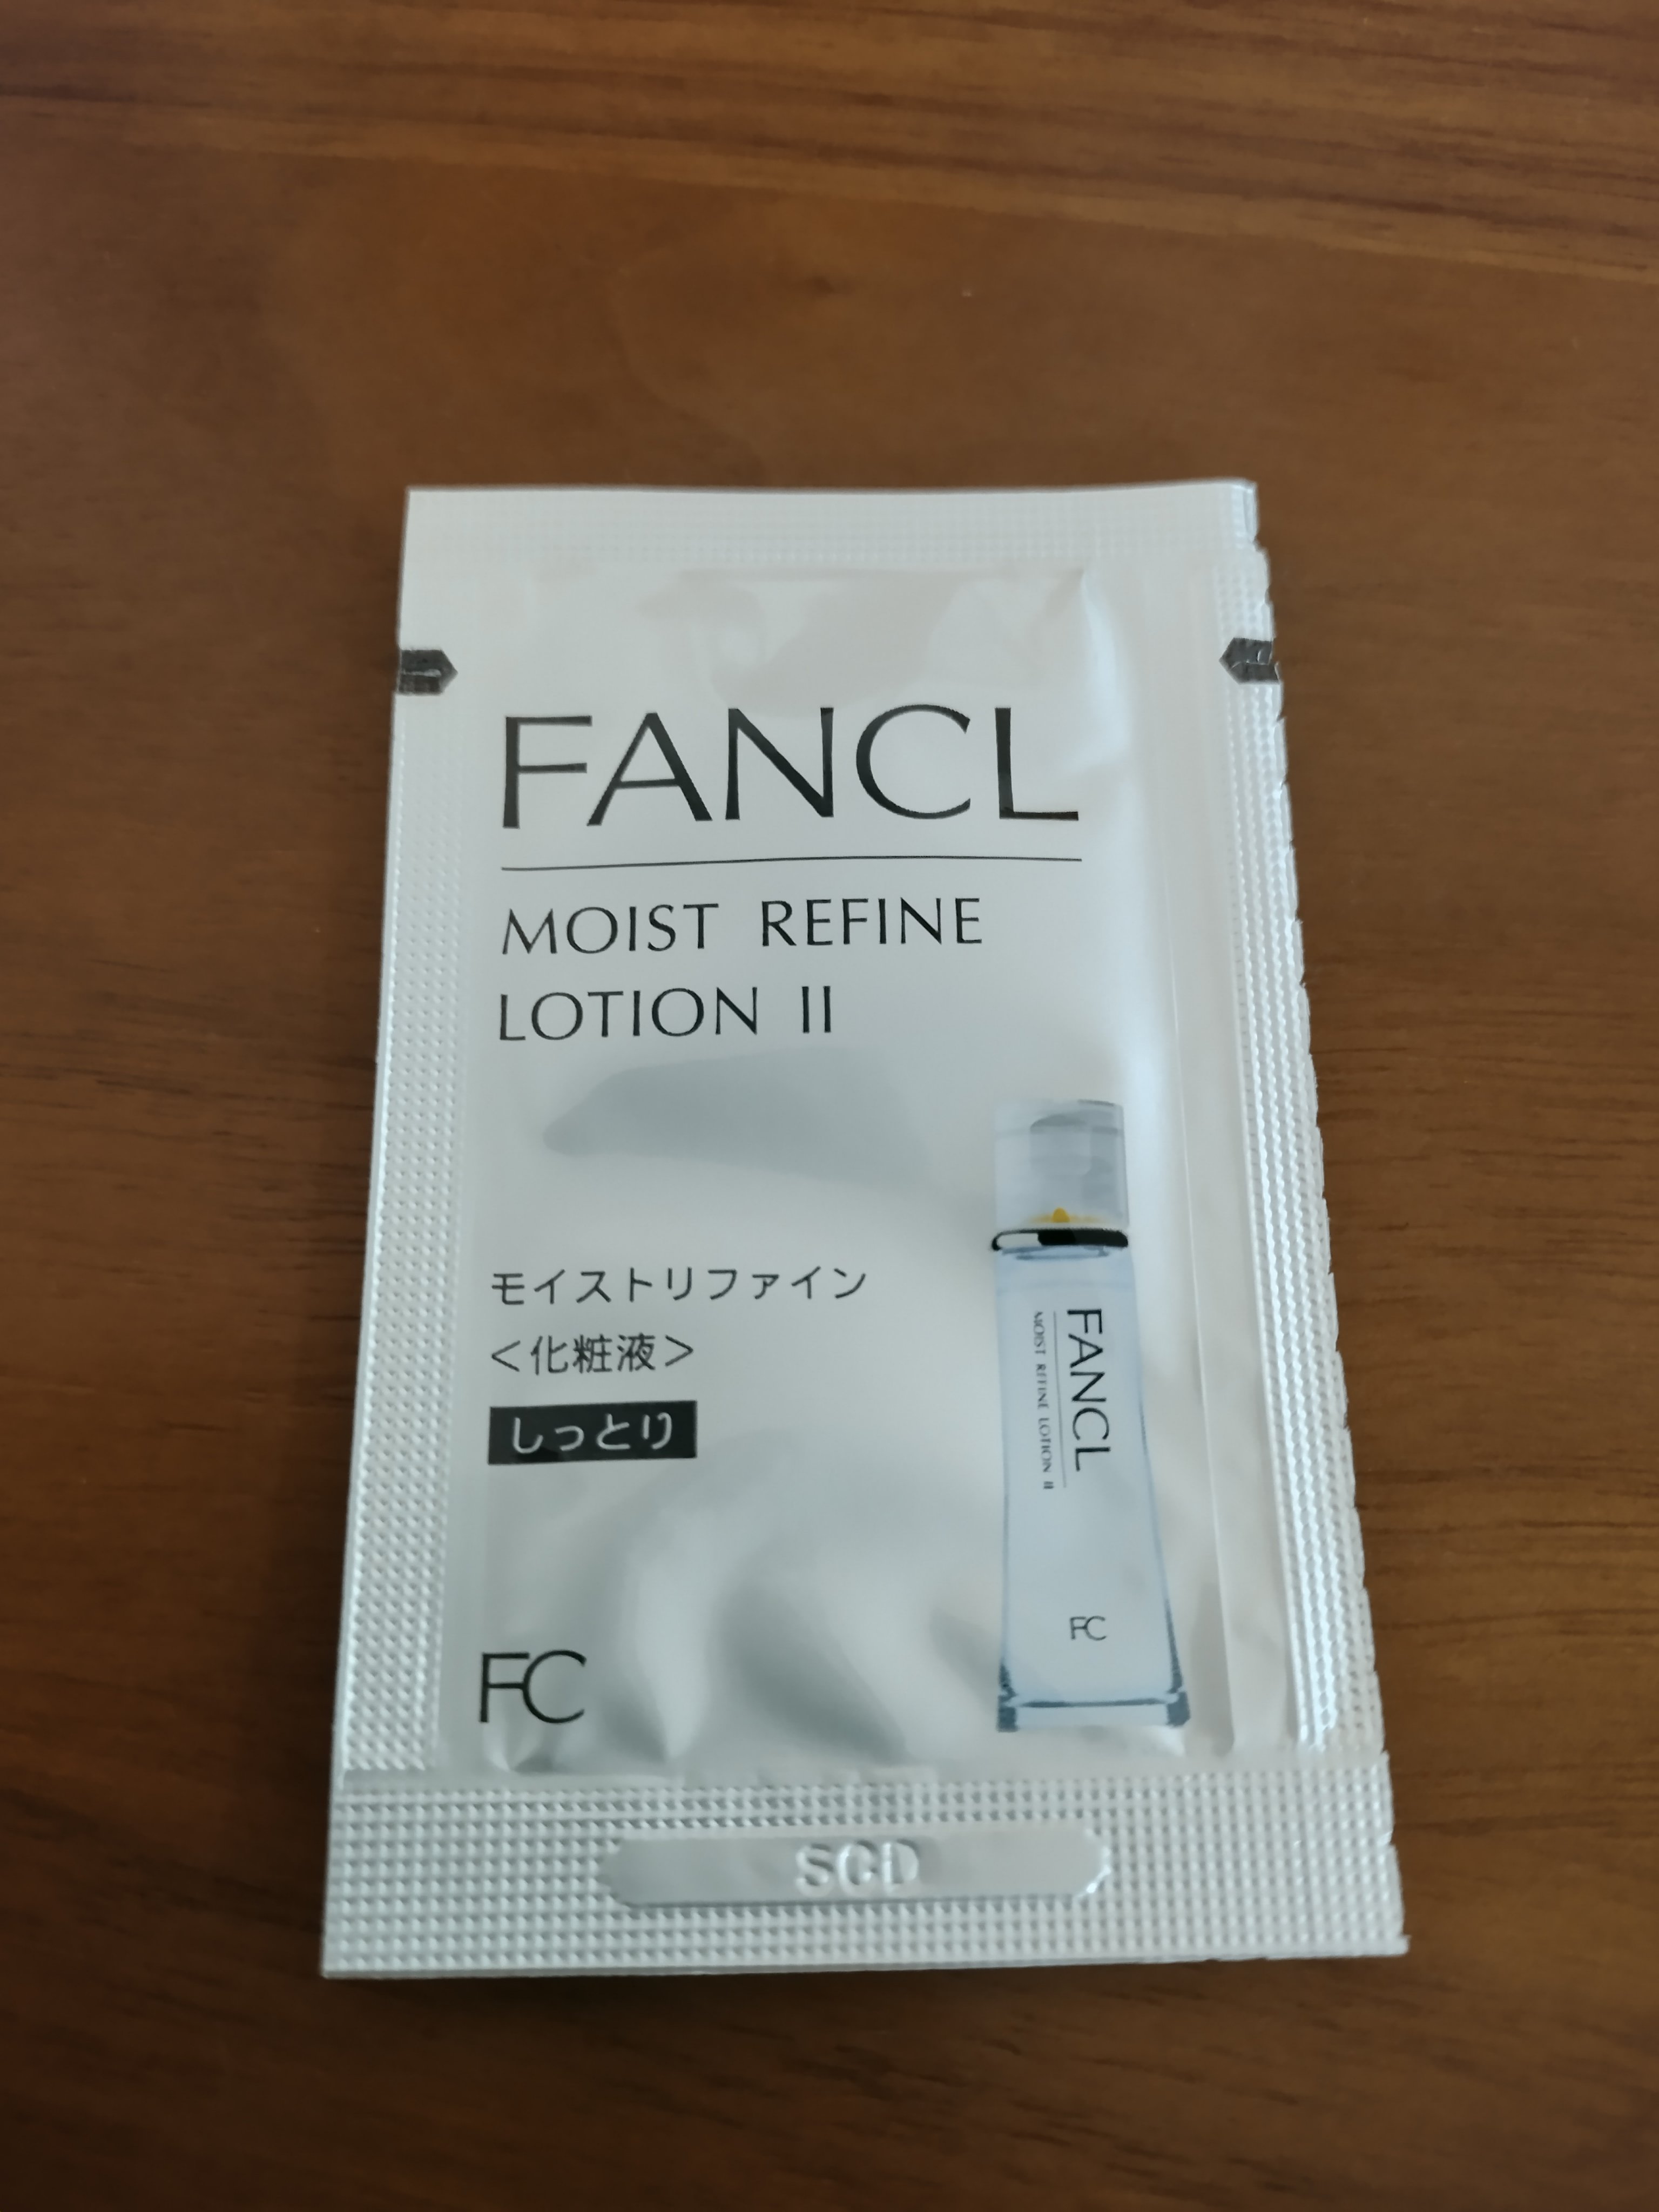 FANCL
MOIST REFINE
LOTION II
モイストリファイン
<化粧液>
しっとり
FC
FANCL
MOIST REFINE LOTION II
FC
SCD